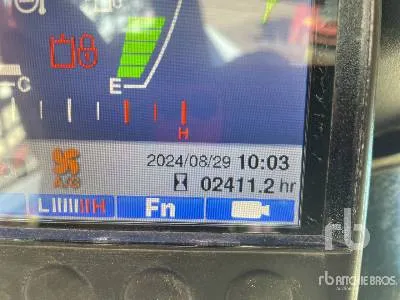 C
E
H
2024/08/29 10:03
A/C
02411.2 hr
L H
Fn
rb
RITCHIE BROS.